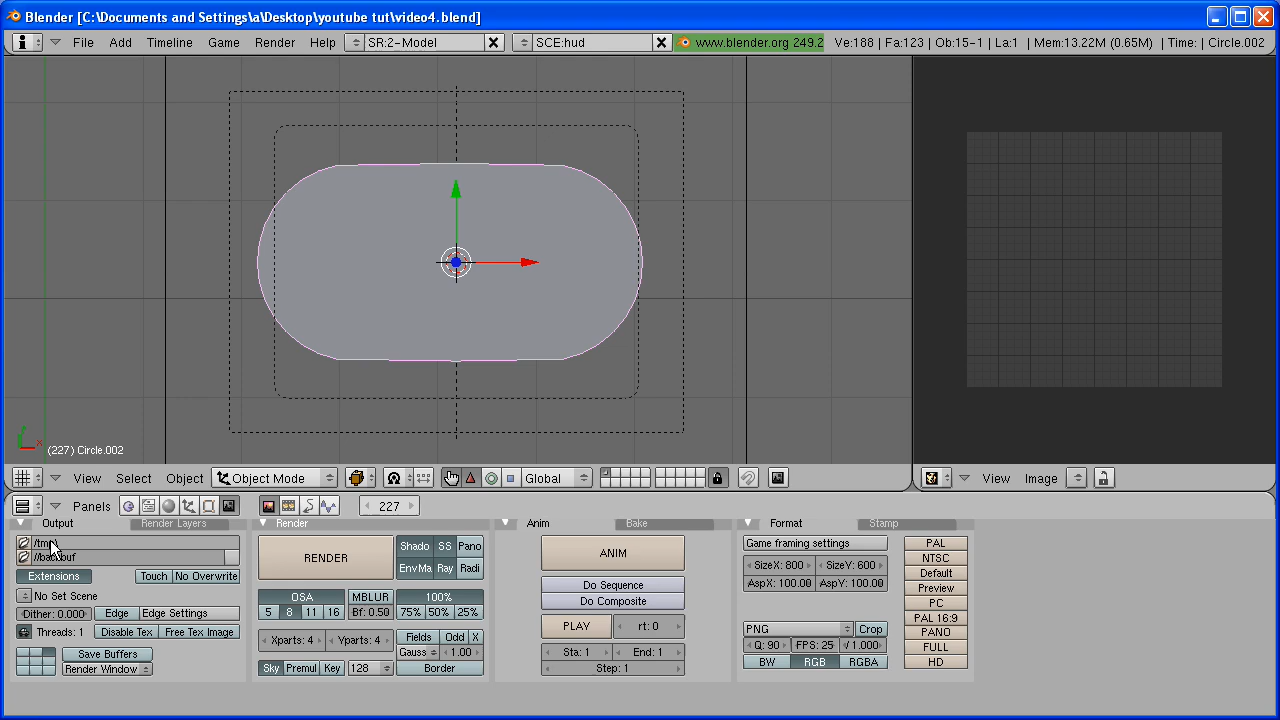 Blender [C:\Documents and Settings\a\Desktop\youtube tut\video4.blend]
File Add Timeline Game Render Help SR:2-Model SCE:hud www.blender.org 249.2 Ve:188 | Fa:123 | Ob:15-1 | La:1 | Mem:13.22M (0.65M) | Time: | Circle.002
x
(227) Circle.002
View Select Object Object Mode Global View Image
Panels 227
Output Render Layers Render Anim Bake Format Stamp
Extensions Touch No Overwrite
No Set Scene
Dither: 0.000 Edge Edge Settings
Threads: 1 Disable Tex Free Tex Image
Save Buffers
Render Window
RENDER
Shado SS Pano
EnvMa Ray Radi
OSA MBLUR 100%
5 8 11 16 Bf: 0.50 75% 50% 25%
Xparts: 4 Yparts: 4 Fields Odd X
Gauss 1.00
Sky Premul Key 128 Border
ANIM
Do Sequence
Do Composite
PLAY rt: 0
Sta: 1 End: 1
Step: 1
Game framing settings
SizeX: 800 SizeY: 600
AspX: 100.00 AspY: 100.00
PNG Crop
Q: 90 FPS: 25 /1.000
BW RGB RGBA
PAL
NTSC
Default
Preview
PC
PAL 16:9
PANO
FULL
HD